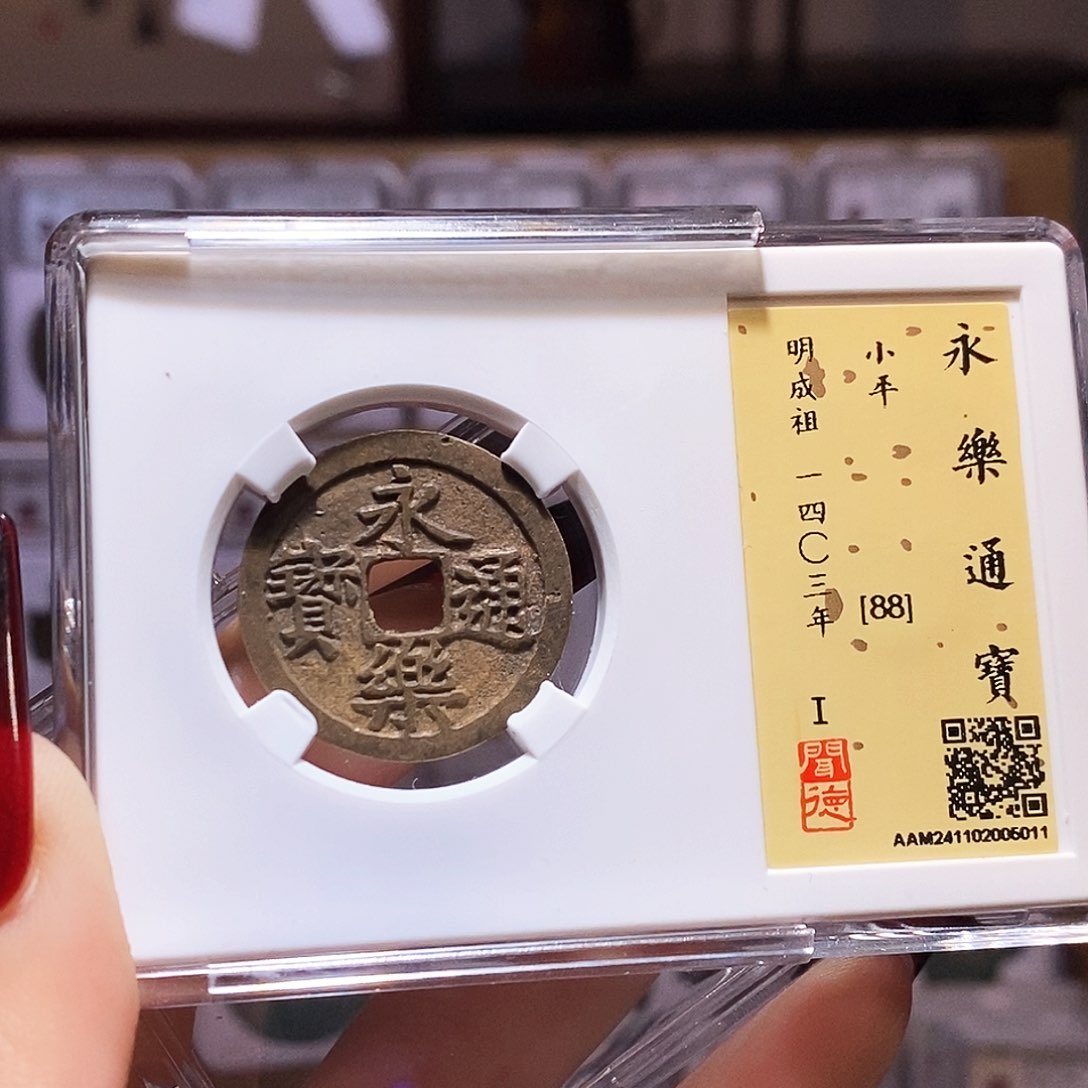 永樂通寶
永樂通寶
小平
[88]
明成祖 一四〇三年
I
聞德
AAM241102005011